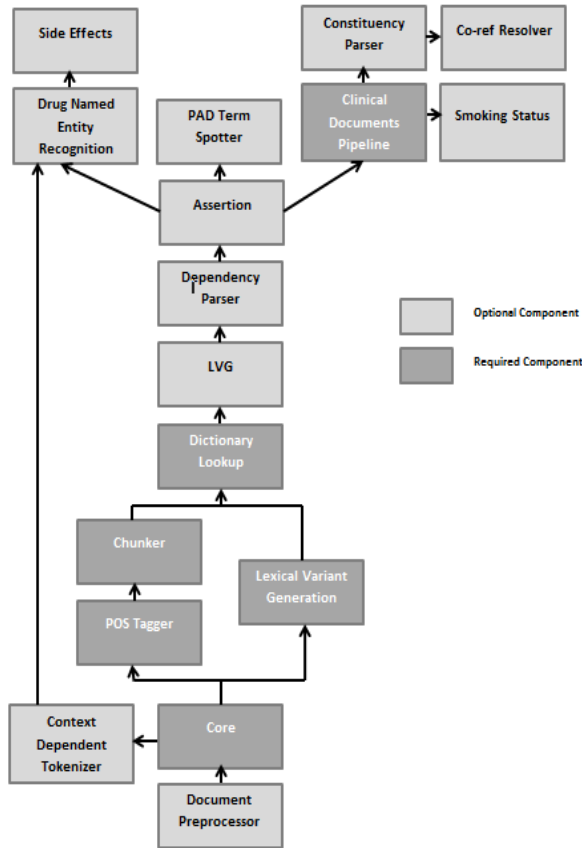 Side Effects
Constituency
Parser
Co-ref Resolver
Drug Named
Entity
Recognition
PAD Term
Spotter
Clinical
Documents
Pipeline
Smoking Status
Assertion
Dependency
Parser
Optional Component
LVG
Required Component
Dictionary
Lookup
Chunker
Lexical Variant
Generation
POS Tagger
Context
Dependent
Tokenizer
Core
Document
Preprocessor